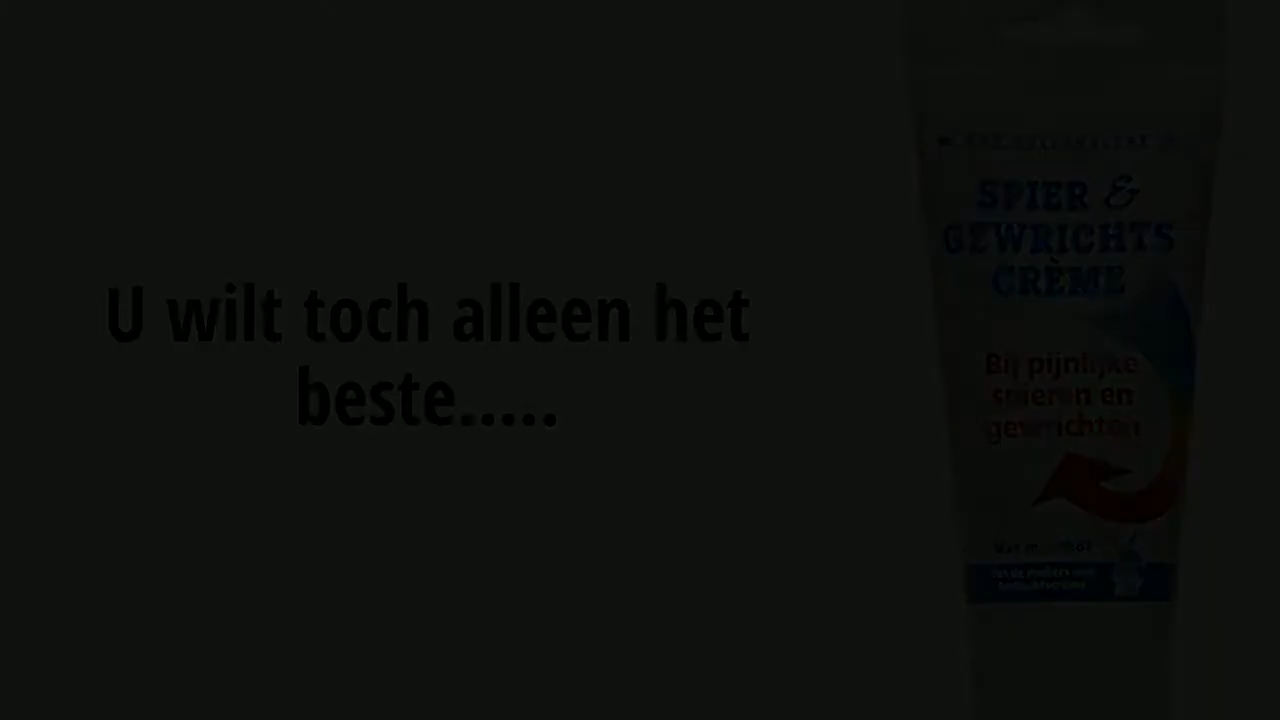 U wilt toch alleen het
beste.....
SPIER &
GEWRICHTS
CRÈME
Bij pijnlijke
spieren en
gewrichten